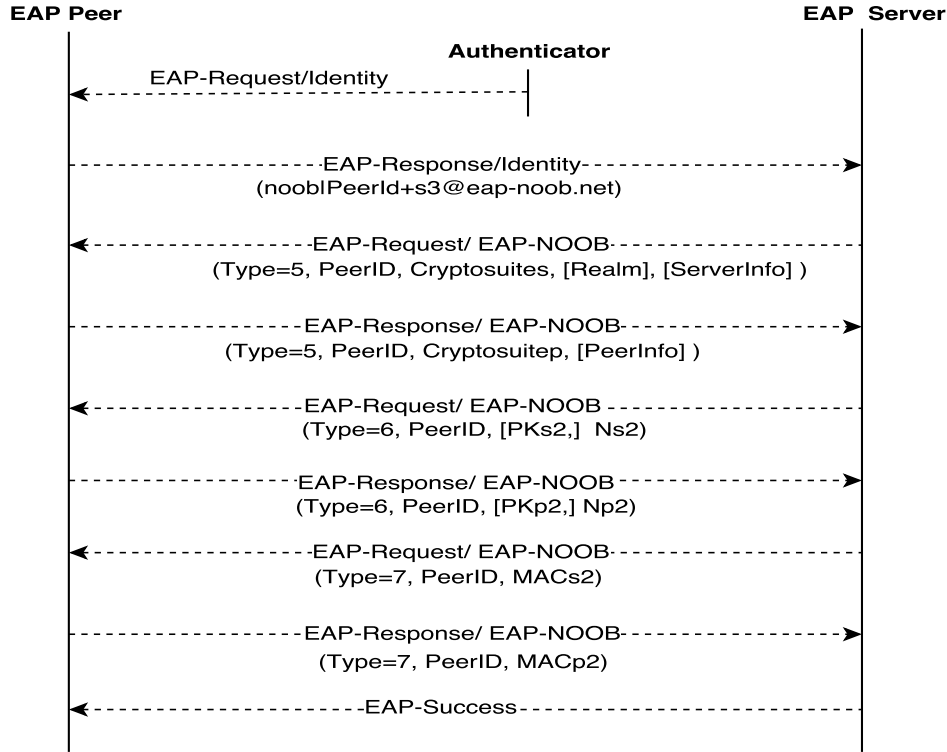 EAP Peer EAP Server
Authenticator
EAP-Request/Identity
EAP-Response/Identity
(noob|PeerId+s3@eap-noob.net)
EAP-Request/ EAP-NOOB
(Type=5, PeerID, Cryptosuites, [Realm], [ServerInfo] )
EAP-Response/ EAP-NOOB
(Type=5, PeerID, Cryptosuitep, [PeerInfo] )
EAP-Request/ EAP-NOOB
(Type=6, PeerID, [PKs2,] Ns2)
EAP-Response/ EAP-NOOB
(Type=6, PeerID, [PKp2,] Np2)
EAP-Request/ EAP-NOOB
(Type=7, PeerID, MACs2)
EAP-Response/ EAP-NOOB
(Type=7, PeerID, MACp2)
EAP-Success